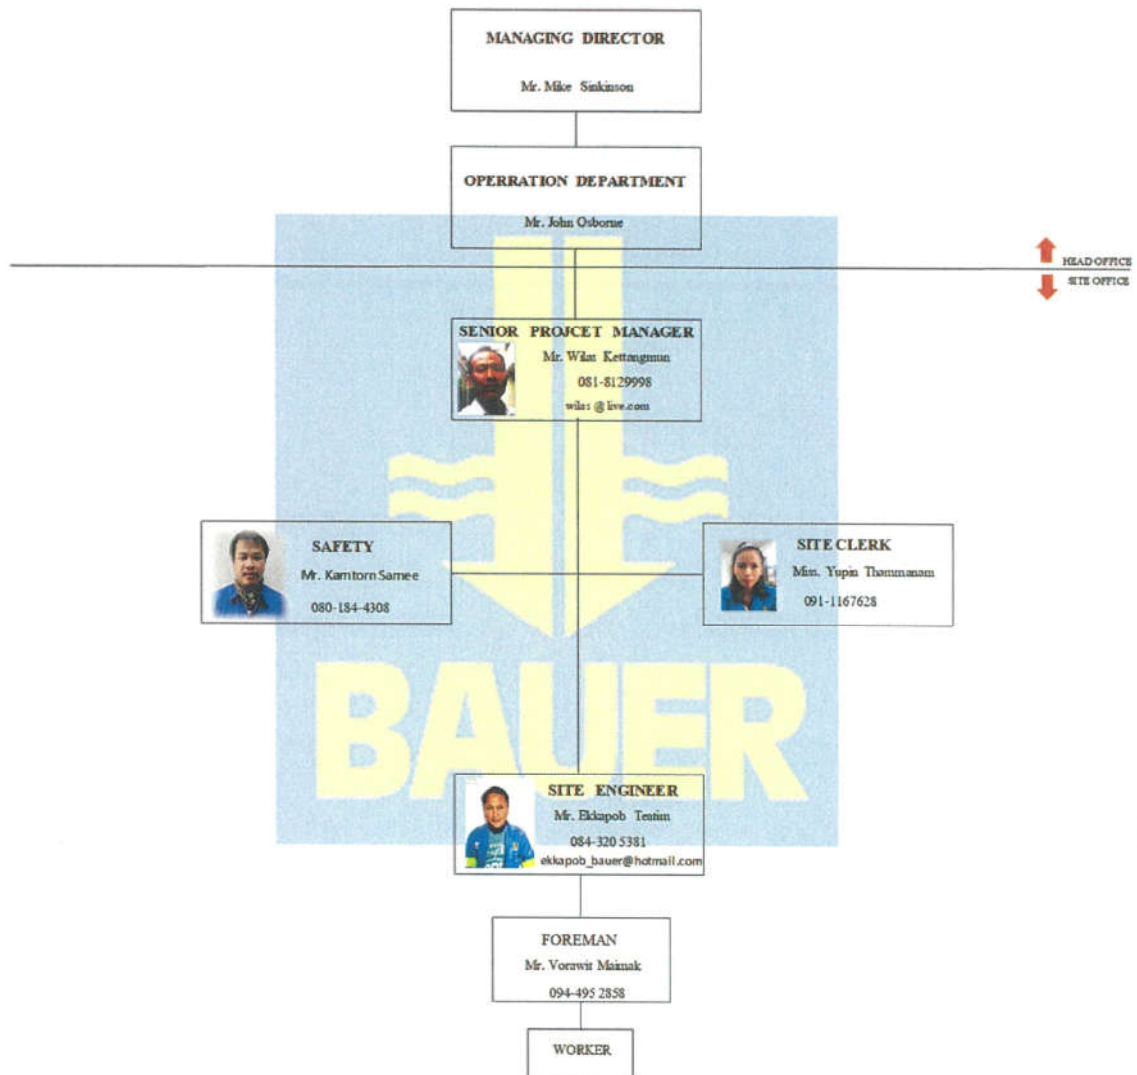 MANAGING DIRECTOR
Mr. Mike Sinkinson
OPERRATION DEPARTMENT
Mr. John Osborne
HEAD OFFICE
SITE OFFICE
SENIOR PROJCET MANAGER
Mr. Wilas Kettangmun
081-8129998
wilas @ live.com
SAFETY
Mr. Kamtorn Samee
080-184-4308
SITE CLERK
Miss. Yupin Thammanam
091-1167628
BAUER
SITE ENGINEER
Mr. Ekkapob Teatim
084-320 5381
ekkapob_bauer@hotmail.com
FOREMAN
Mr. Vorawit Maimak
094-495 2858
WORKER